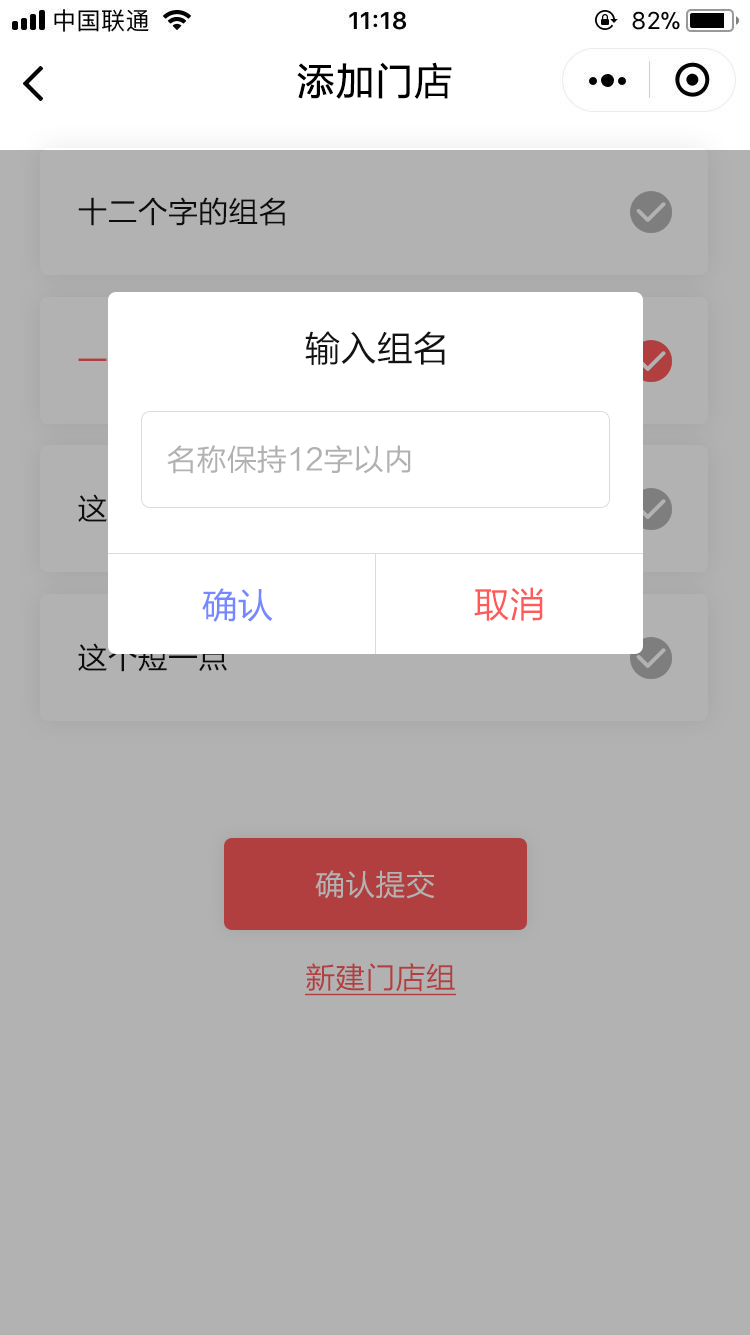 中国联通 11:18 82%
添加门店
十二个字的组名
输入组名
一
名称保持12字以内
这
确认 取消
这个短一点
确认提交
新建门店组